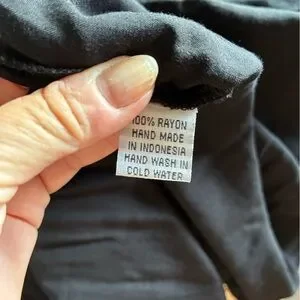 100% RAYON
HAND MADE
IN INDONESIA
HAND WASH IN
COLD WATER